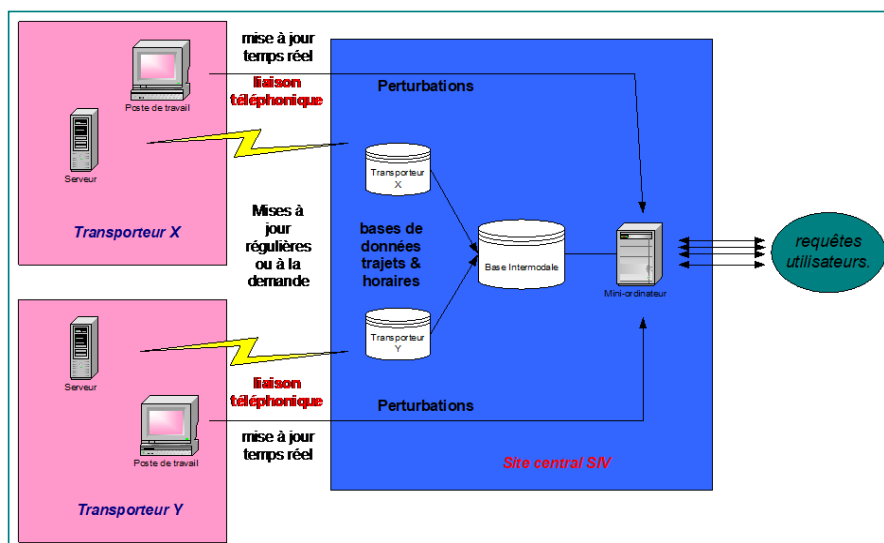 mise à jour
temps réel
liaison
téléphonique
Poste de travail
Serveur
Transporteur X
Perturbations
Transporteur
X
Mises à
jour
régulières
ou à la
demande
bases de
données
trajets &
horaires
Base Intermodale
Mini-ordinateur
requêtes
utilisateurs.
Transporteur
Y
Serveur
liaison
téléphonique
Perturbations
mise à jour
temps réel
Poste de travail
Site central SIV
Transporteur Y